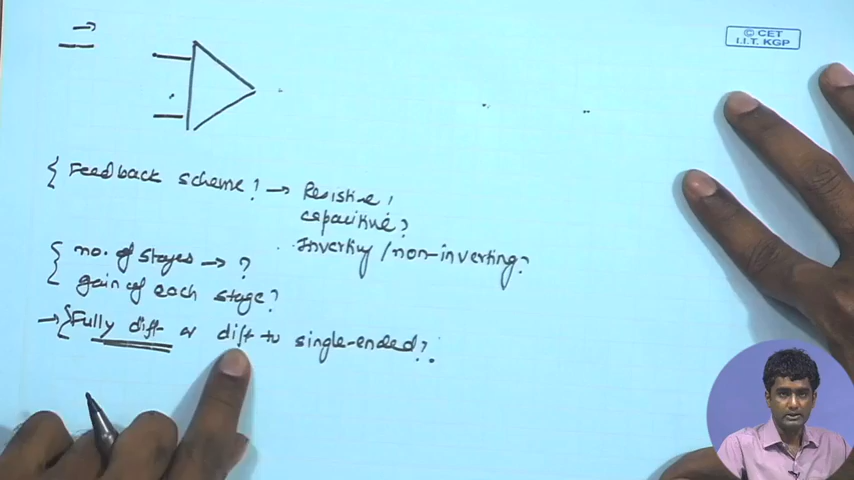 © CET
I.I.T. KGP
Feedback scheme? → Resistive,
capacitive?
Inverting/non-inverting?
no. of stages → ?
gain of each stage?
→ Fully diff or diff to single-ended?